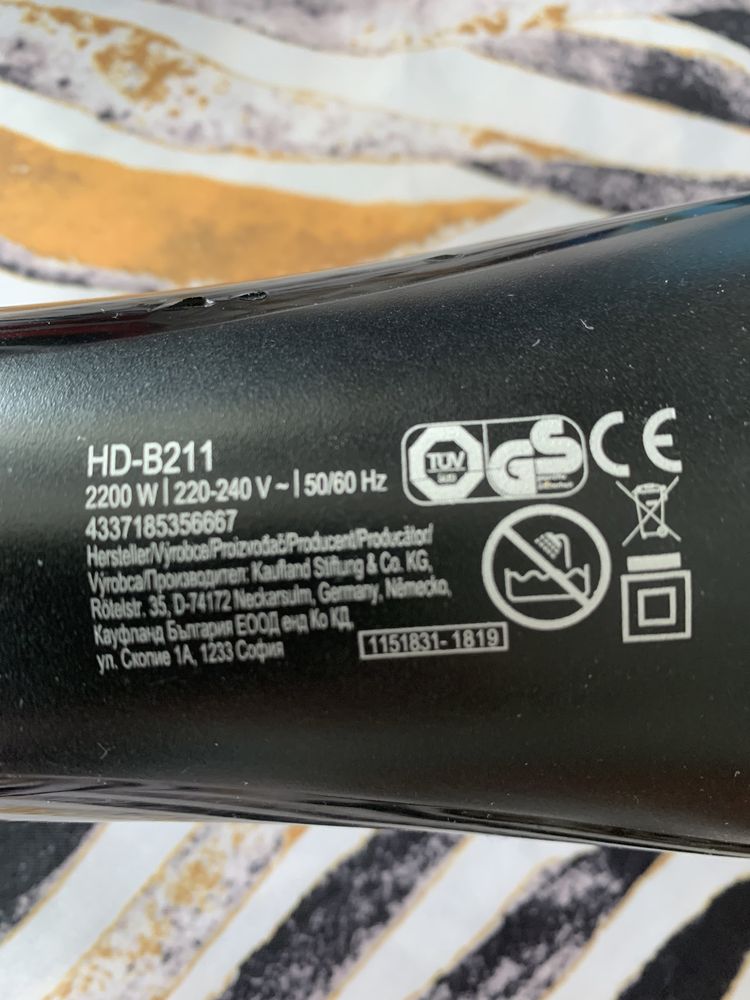 HD-B211
2200 W | 220-240 V ~ | 50/60 Hz
4337185356667
Hersteller/Výrobce/Proizvođač/Producent/Producător/
Výrobca/Производител: Kaufland Stiftung & Co. KG,
Rötelstr. 35, D-74172 Neckarsulm, Germany, Německo,
Кауфланд България ЕООД енд Ко КД,
ул. Скопие 1А, 1233 София
1151831-1819
TÜV
GS
CE